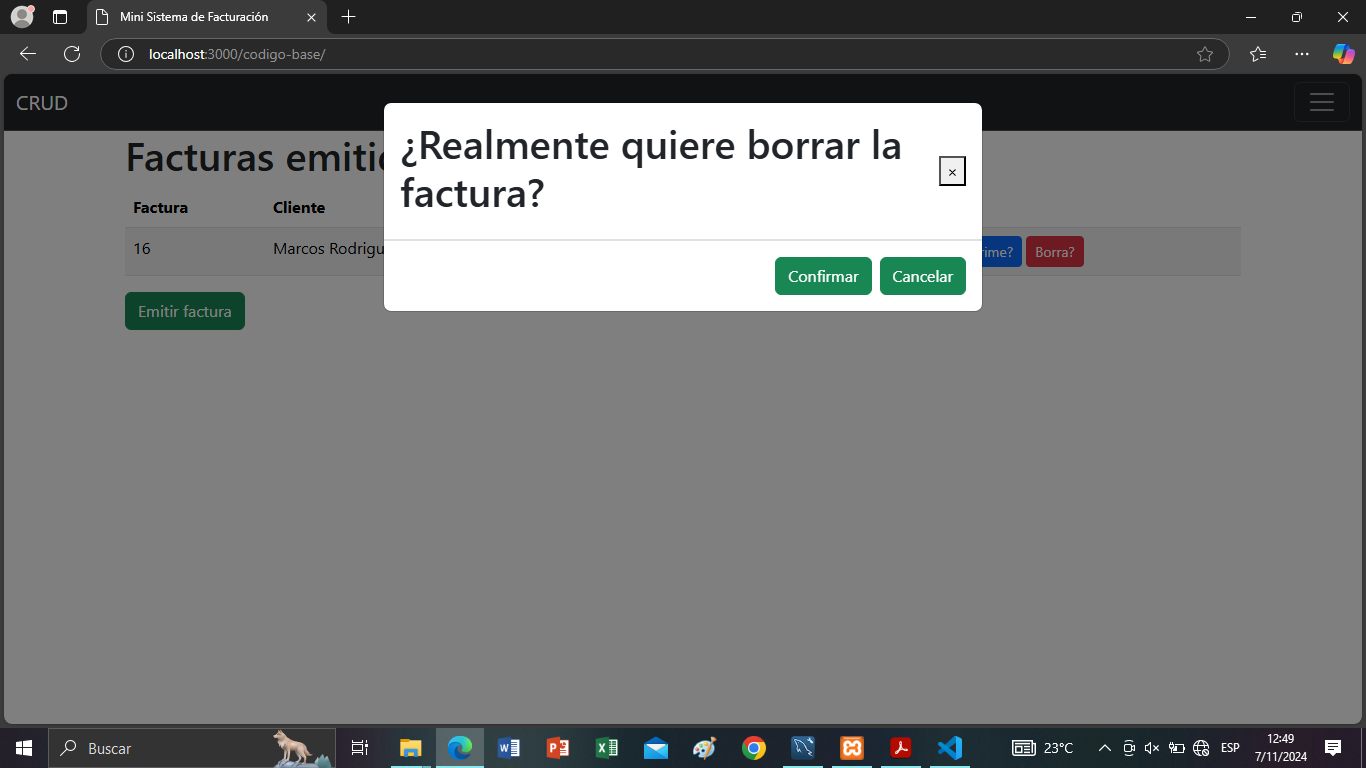 Mini Sistema de Facturación
localhost:3000/codigo-base/
CRUD
¿Realmente quiere borrar la
factura?
×
Confirmar
Cancelar
Facturas emitid
Factura
Cliente
16
Marcos Rodrigu
rime?
Borra?
Emitir factura
Buscar
23°C
ESP
12:49
7/11/2024